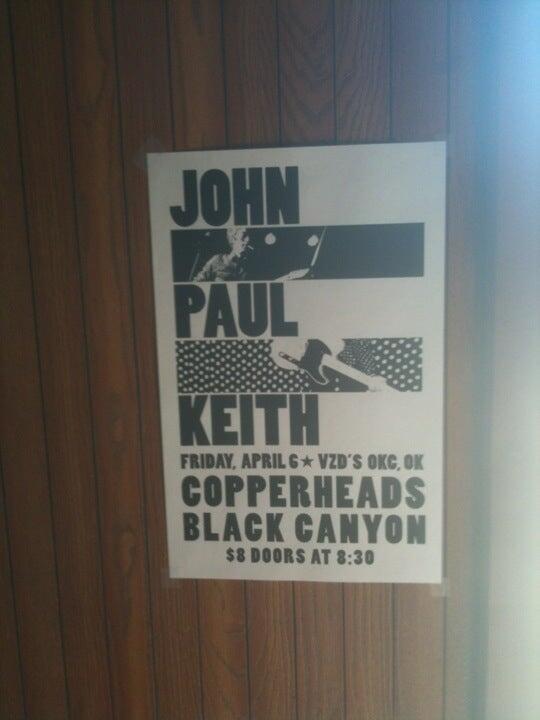 JOHN
PAUL
KEITH
FRIDAY, APRIL 6★ VZD'S OKC, OK
COPPERHEADS
BLACK CANYON
$8 DOORS AT 8:30